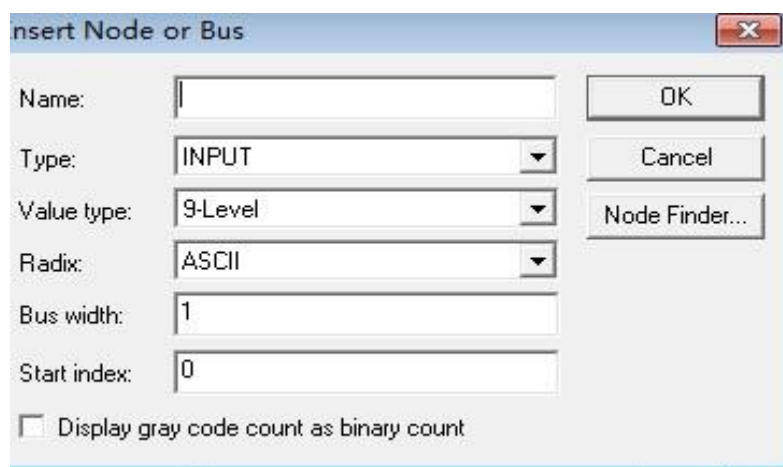 Insert Node or Bus
Name:
OK
Type:
INPUT
Cancel
Value type:
9-Level
Node Finder...
Radix:
ASCII
Bus width:
1
Start index:
0
Display gray code count as binary count